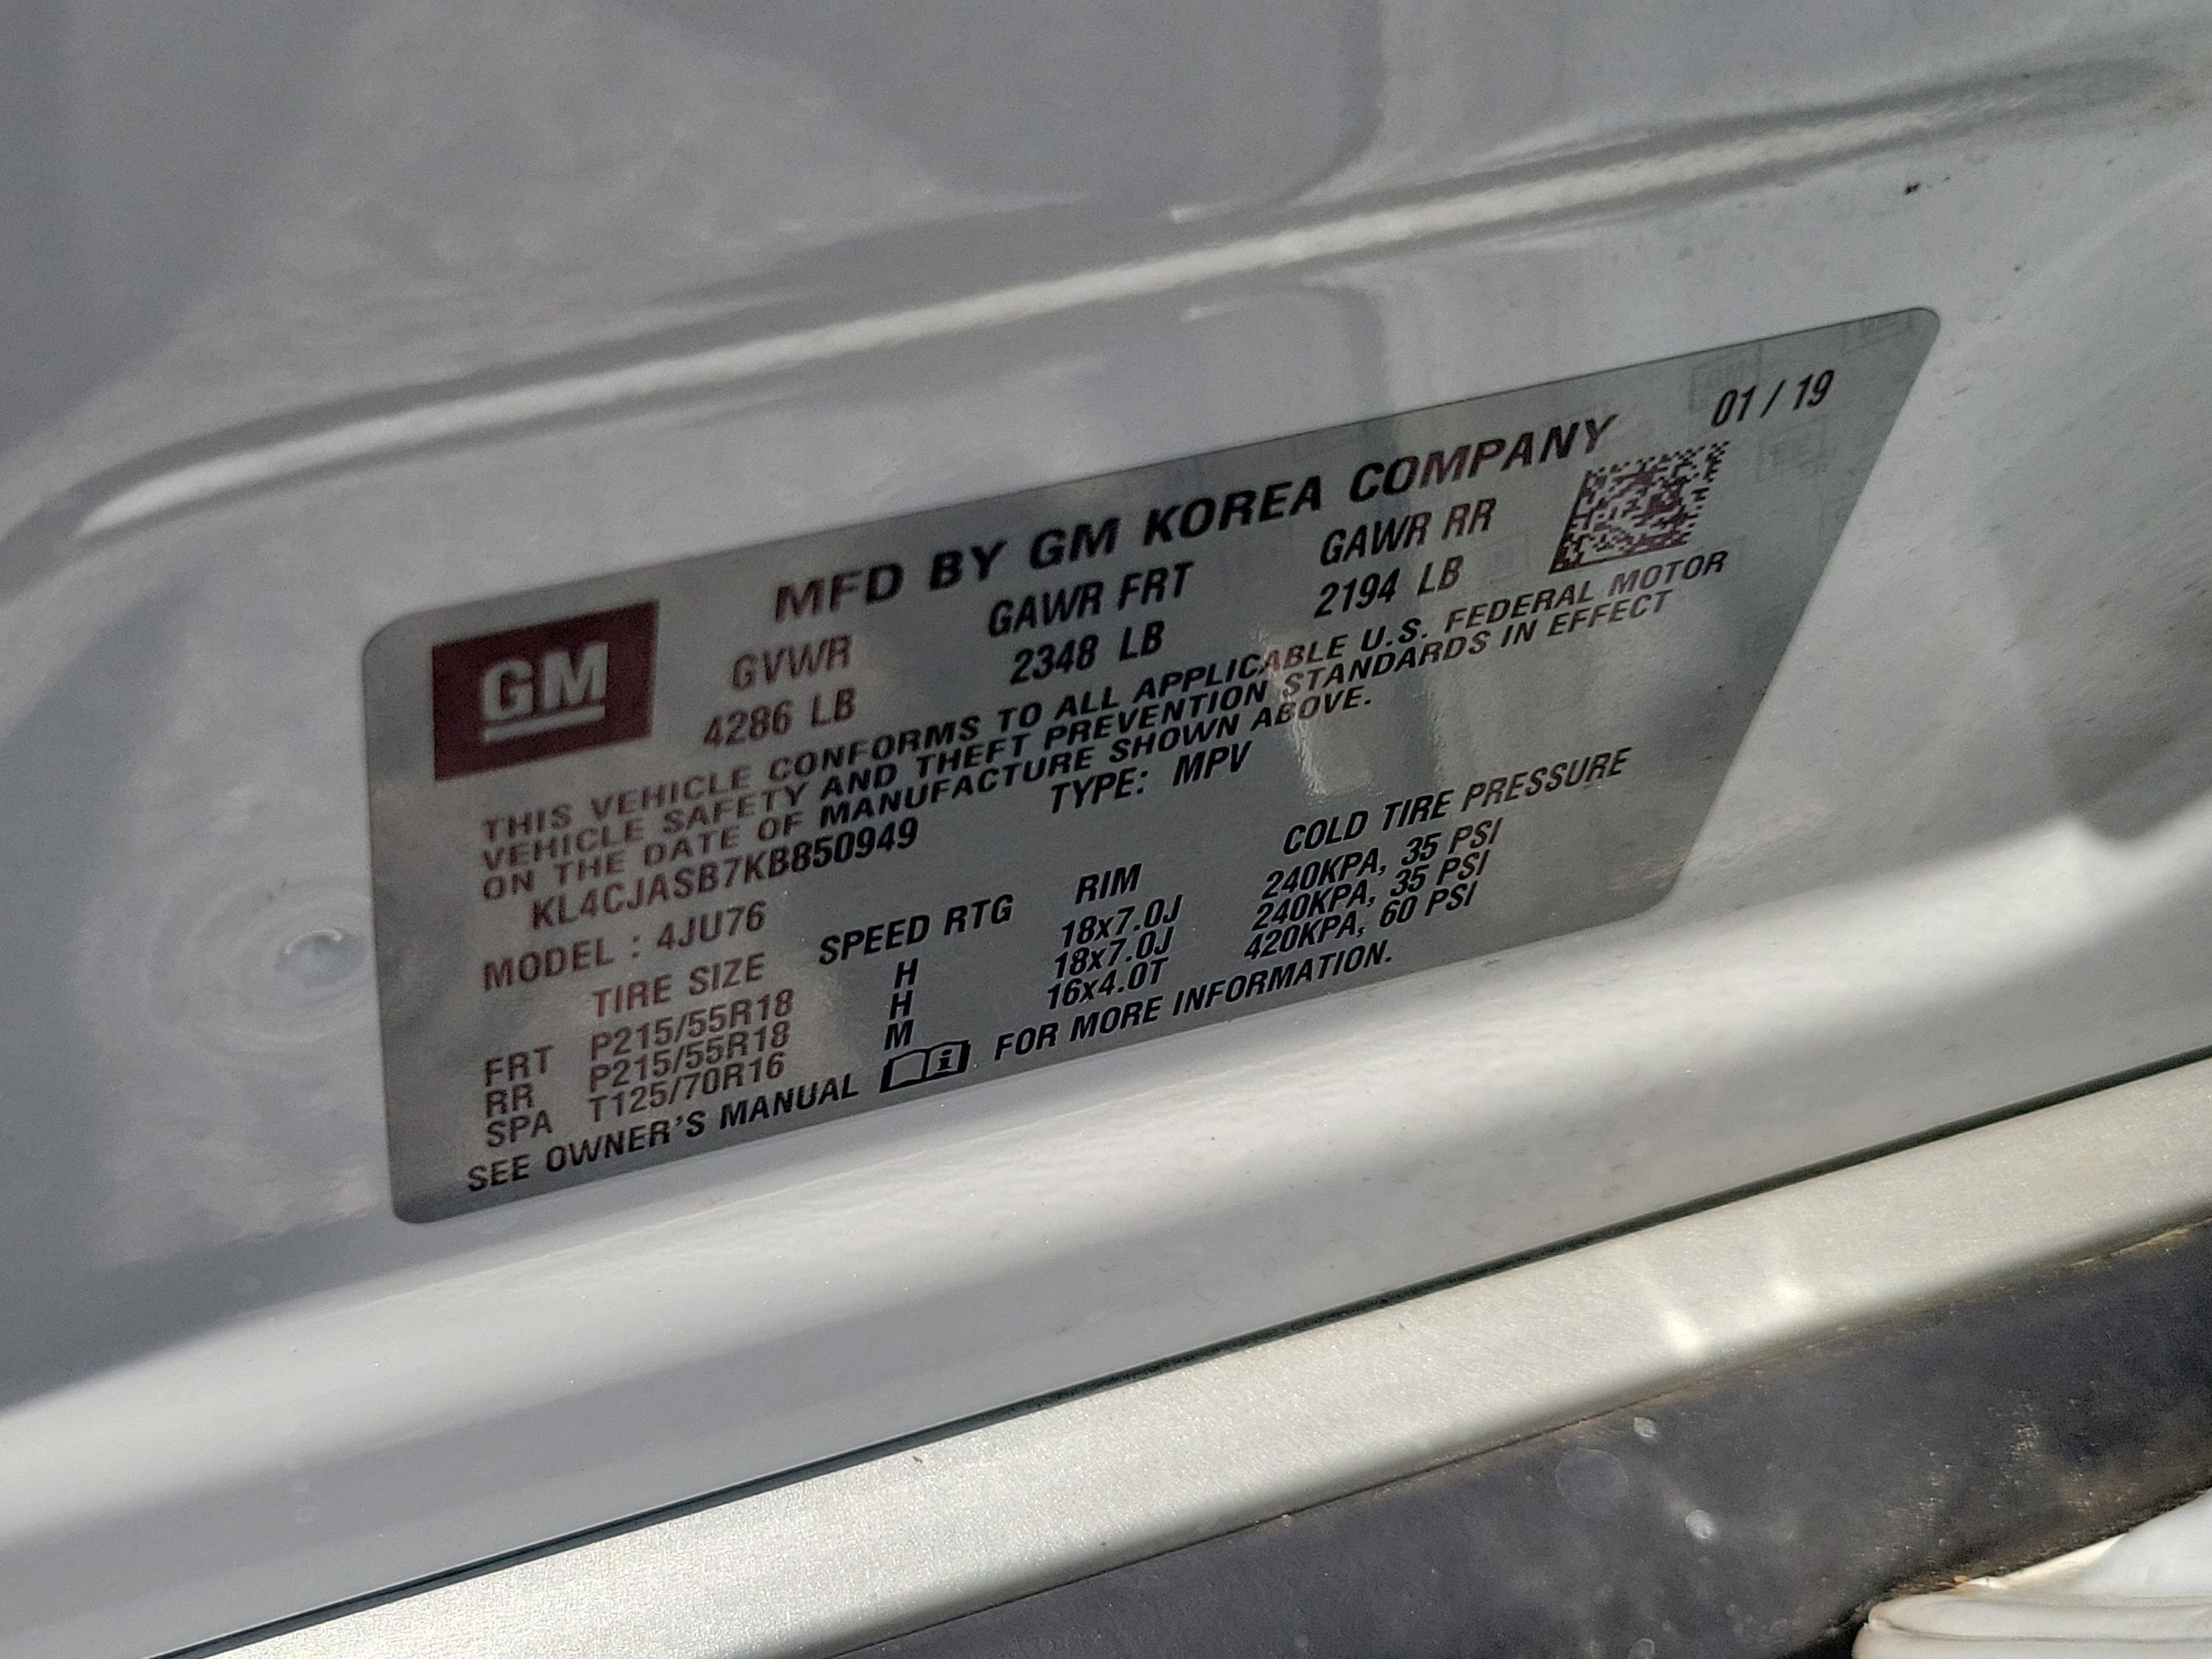 01 / 19
MFD BY GM KOREA COMPANY
GM
GVWR GAWR FRT GAWR RR
4286 LB 2348 LB 2194 LB
THIS VEHICLE CONFORMS TO ALL APPLICABLE U.S. FEDERAL MOTOR
VEHICLE SAFETY AND THEFT PREVENTION STANDARDS IN EFFECT
ON THE DATE OF MANUFACTURE SHOWN ABOVE.
KL4CJASB7KB850949 TYPE: MPV
MODEL : 4JU76
TIRE SIZE SPEED RTG RIM COLD TIRE PRESSURE
FRT P215/55R18 H 18x7.0J 240KPA, 35 PSI
RR P215/55R18 H 18x7.0J 240KPA, 35 PSI
SPA T125/70R16 M 16x4.0T 420KPA, 60 PSI
SEE OWNER'S MANUAL FOR MORE INFORMATION.